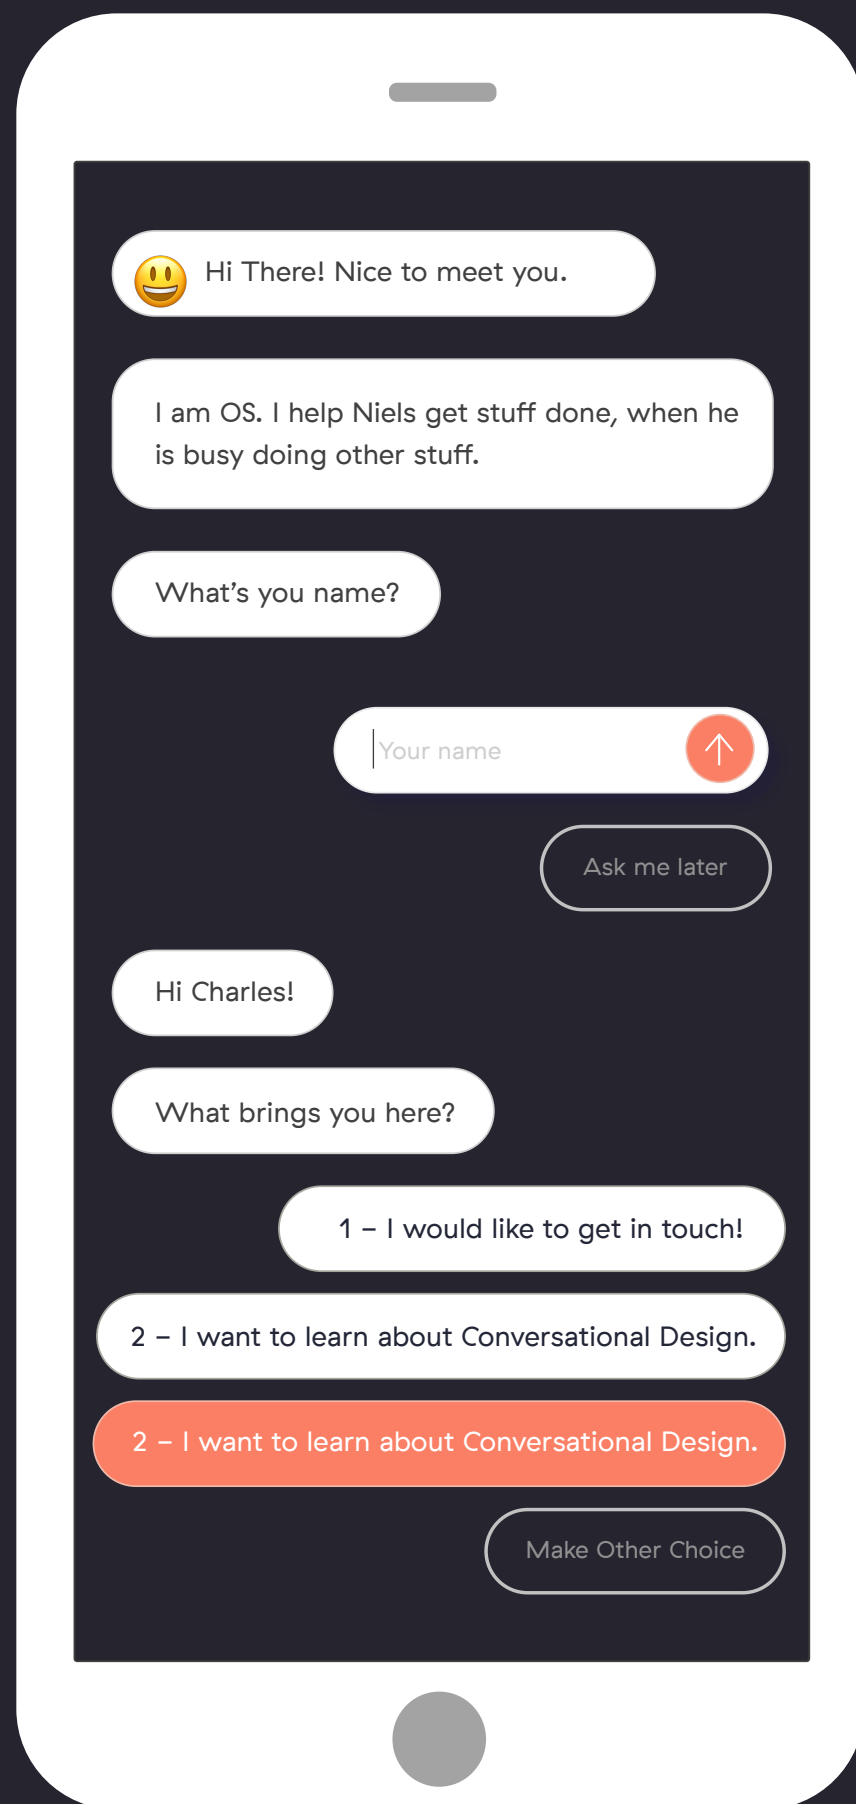 Hi There! Nice to meet you.
I am OS. I help Niels get stuff done, when he
is busy doing other stuff.
What's you name?
Your name
Ask me later
Hi Charles!
What brings you here?
1 – I would like to get in touch!
2 – I want to learn about Conversational Design.
2 – I want to learn about Conversational Design.
Make Other Choice